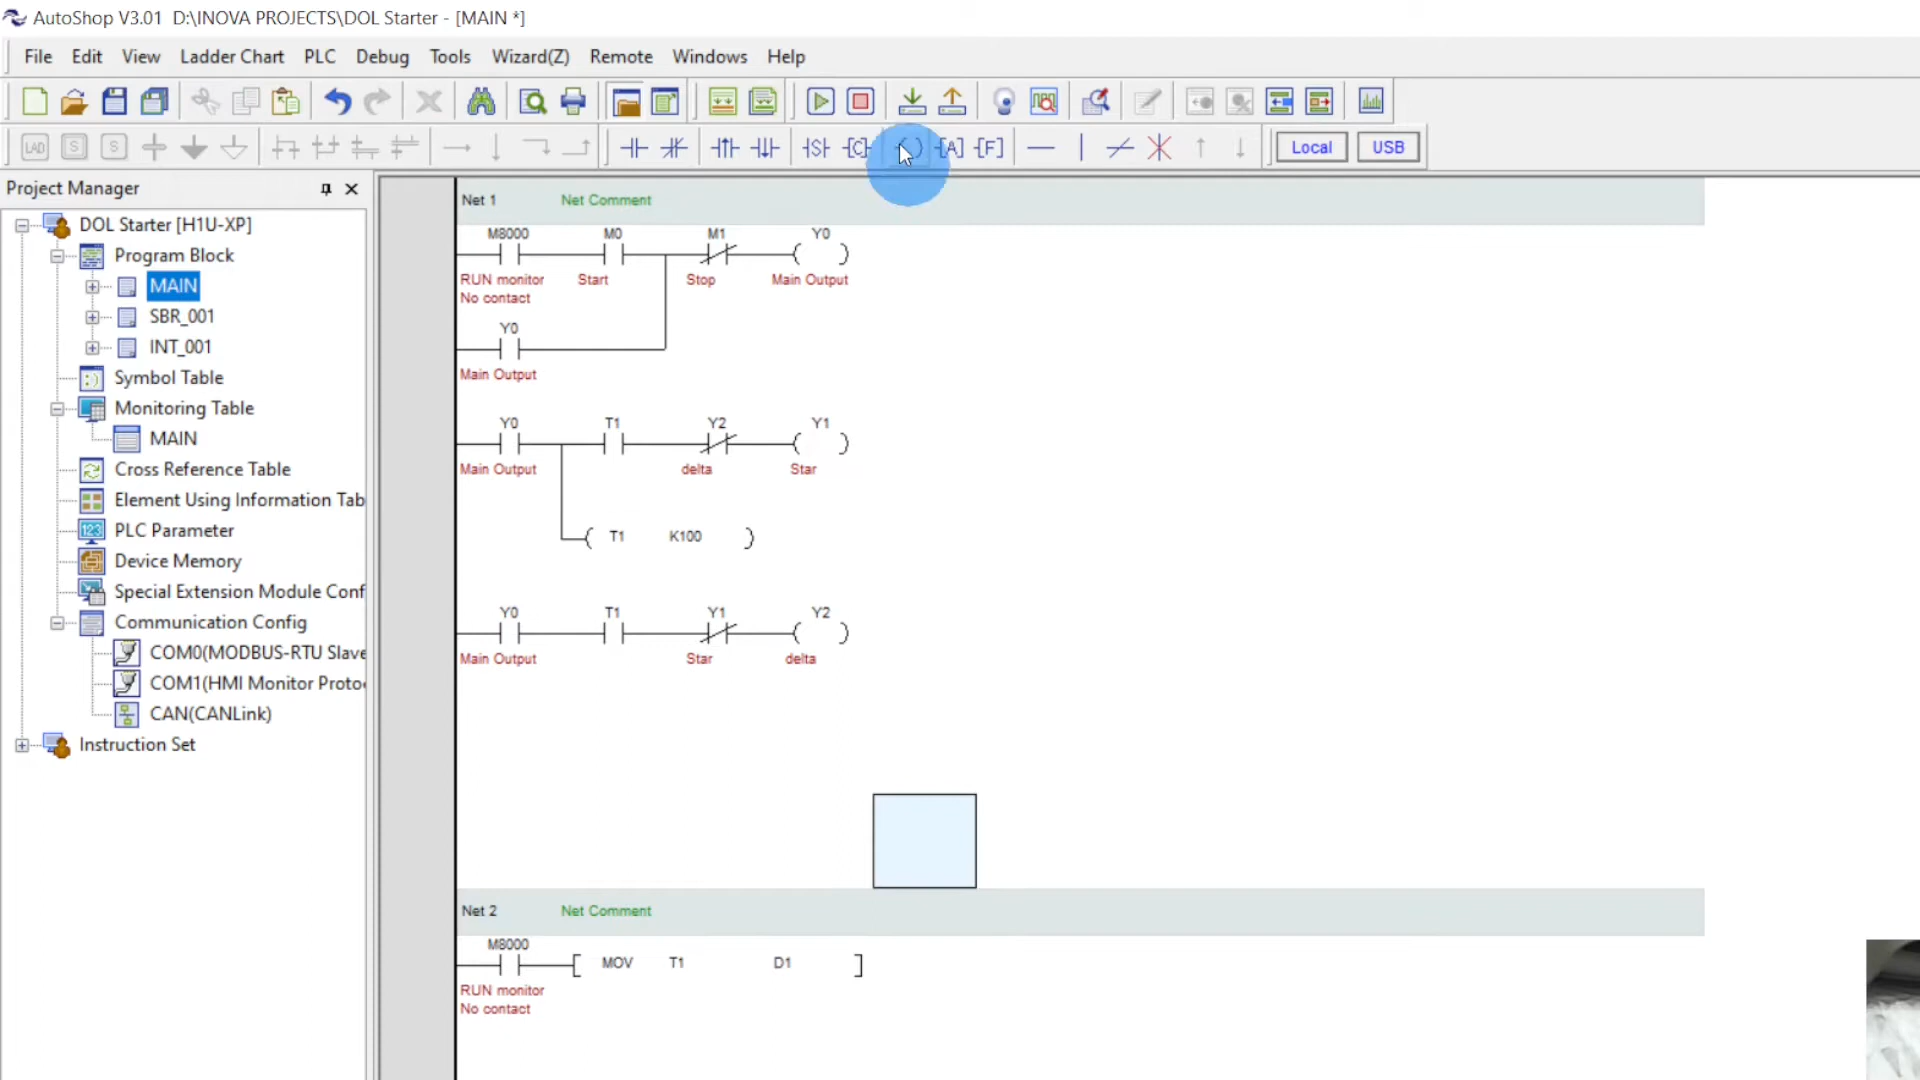 AutoShop V3.01 D:\INOVA PROJECTS\DOL Starter - [MAIN *]
File Edit View Ladder Chart PLC Debug Tools Wizard(Z) Remote Windows Help
LAD S S S C ( ) [A] [F] Local USB
Project Manager
DOL Starter [H1U-XP]
Program Block
MAIN
SBR_001
INT_001
Symbol Table
Monitoring Table
MAIN
Cross Reference Table
Element Using Information Tab
PLC Parameter
Device Memory
Special Extension Module Conf
Communication Config
COM0(MODBUS-RTU Slave
COM1(HMI Monitor Proto
CAN(CANLink)
Instruction Set
Net 1 Net Comment
M8000 M0 M1 Y0
RUN monitor Start Stop Main Output
No contact
Y0
Main Output
Y0 T1 Y2 Y1
Main Output delta Star
T1 K100
Y0 T1 Y1 Y2
Main Output Star delta
Net 2 Net Comment
M8000
MOV T1 D1
RUN monitor
No contact